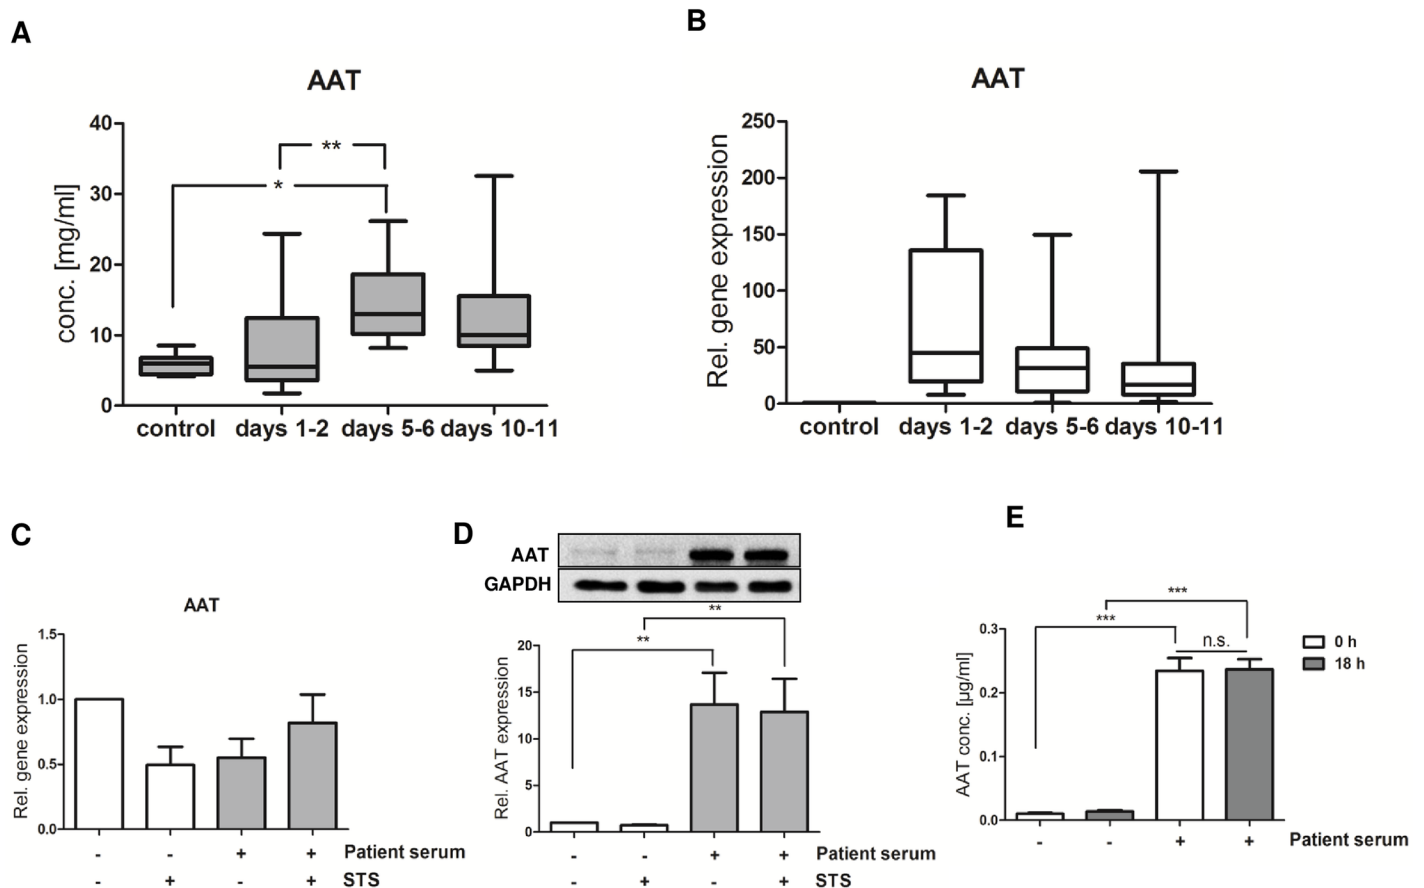 A
AAT
conc. [mg/ml]
40
30
20
10
0
**
*
control days 1-2 days 5-6 days 10-11
B
AAT
Rel. gene expression
250
200
150
100
50
0
control days 1-2 days 5-6 days 10-11
C
AAT
Rel. gene expression
1.5
1.0
0.5
0.0
- - + + Patient serum
- + - + STS
D
AAT
GAPDH
**
**
Rel. AAT expression
20
15
10
5
0
- - + + Patient serum
- + - + STS
E
***
***
n.s.
AAT conc. [µg/ml]
0.3
0.2
0.1
0.0
0 h
18 h
- - + + Patient serum